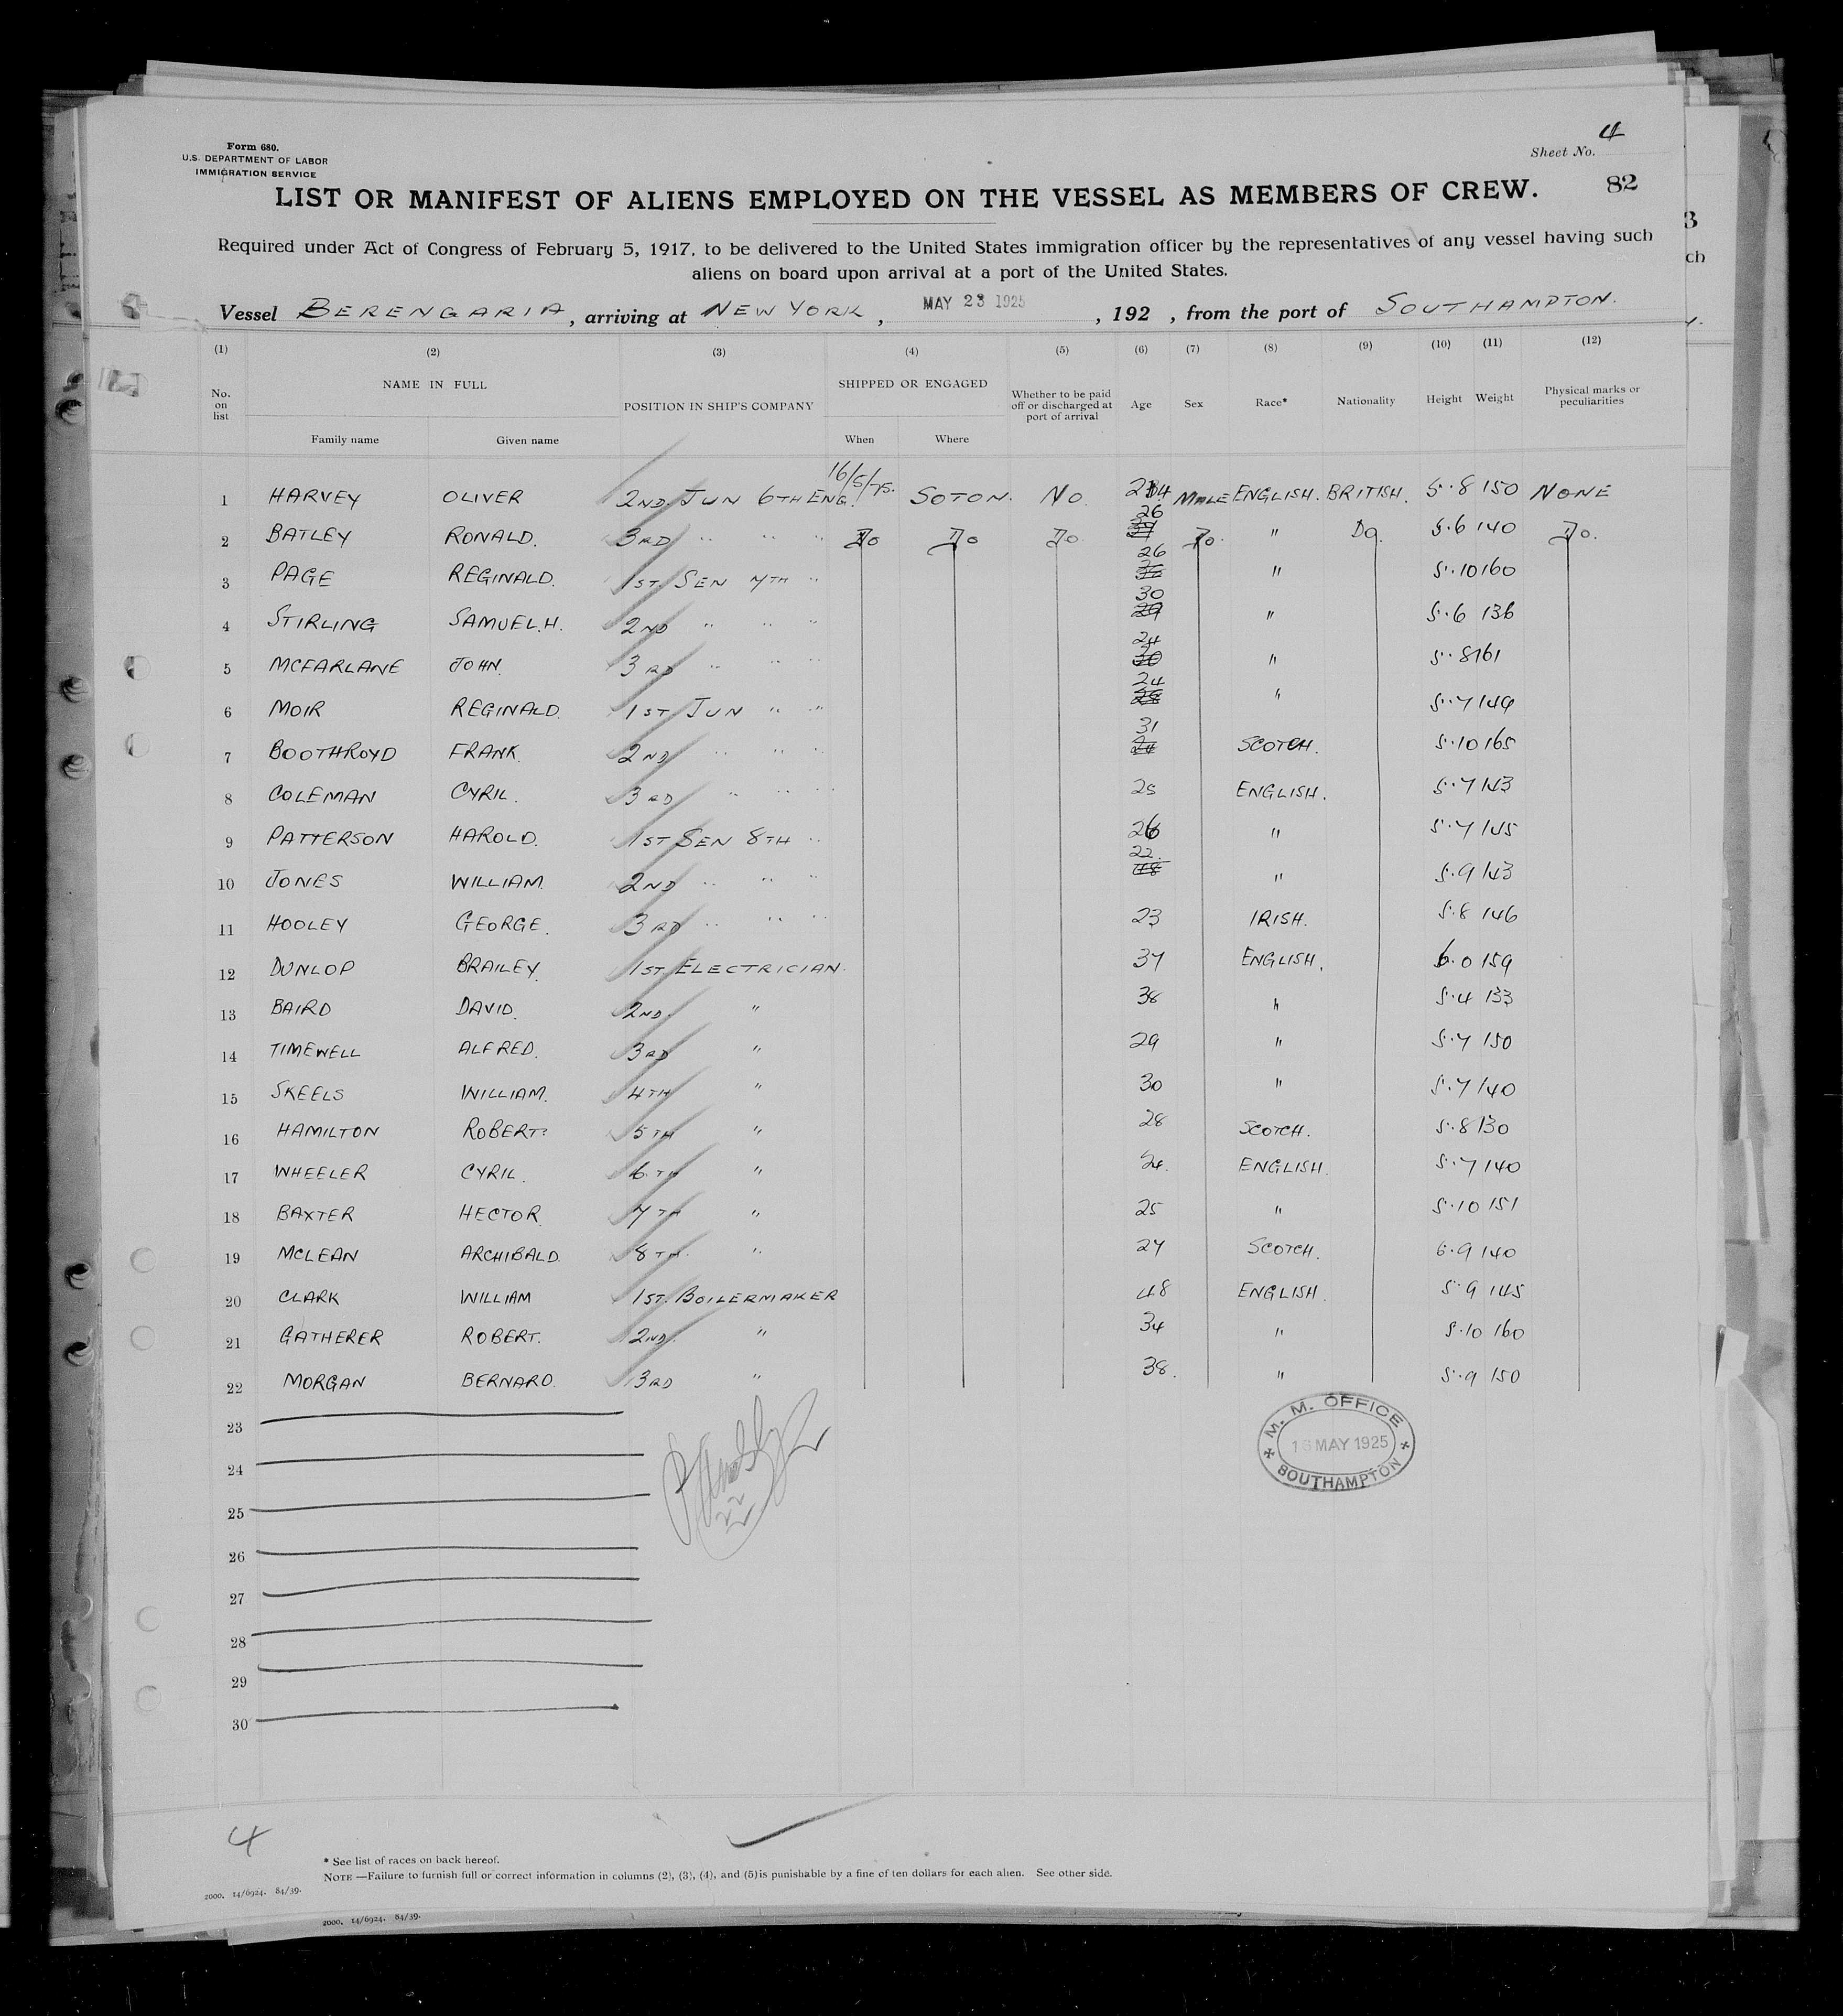 Form 680.
U.S. DEPARTMENT OF LABOR
IMMIGRATION SERVICE
Sheet No. 4
82
LIST OR MANIFEST OF ALIENS EMPLOYED ON THE VESSEL AS MEMBERS OF CREW.
Required under Act of Congress of February 5, 1917, to be delivered to the United States immigration officer by the representatives of any vessel having such
aliens on board upon arrival at a port of the United States.
Vessel BERENGARIA, arriving at NEW YORK, MAY 23 1925, 192 , from the port of SOUTHAMPTON.
(1) (2) (3) (4) (5) (6) (7) (8) (9) (10) (11) (12)
No. on list NAME IN FULL POSITION IN SHIP'S COMPANY SHIPPED OR ENGAGED Whether to be paid off or discharged at port of arrival Age Sex Race* Nationality Height Weight Physical marks or peculiarities
Family name Given name When Where
1 HARVEY OLIVER 2ND. JUN 6TH ENG. 16/5/25. SOTON. NO. 24 MALE ENGLISH. BRITISH. 5.8 150 NONE
2 BATLEY RONALD. 3RD " " " Do Do Do 26 Do. " Do. 5.6 140 Do.
3 PAGE REGINALD. 1ST SEN 7TH " 26 " 5.10 160
4 STIRLING SAMUEL.H. 2ND " " " 30 29 " 5.6 136
5 MCFARLANE JOHN. 3RD " " " 24 30 " 5.8 161
6 MOIR REGINALD. 1ST JUN " " 24 " 5.7 149
7 BOOTHROYD FRANK. 2ND " " " 31 24 SCOTCH. 5.10 165
8 COLEMAN CYRIL. 3RD " " " 25 ENGLISH. 5.7 143
9 PATTERSON HAROLD. 1ST SEN 8TH " 26 " 5.7 145
10 JONES WILLIAM. 2ND " " " 22. 48 " 5.9 143
11 HOOLEY GEORGE. 3RD " " " 23 IRISH. 5.8 146
12 DUNLOP BRAILEY 1ST ELECTRICIAN. 37 ENGLISH. 6.0 159
13 BAIRD DAVID. 2ND. " 38 " 5.4 133
14 TIMEWELL ALFRED. 3RD " 29 " 5.7 150
15 SKEELS WILLIAM. 4TH " 30 " 5.7 140
16 HAMILTON ROBERT. 5TH " 28 SCOTCH. 5.8 130
17 WHEELER CYRIL. 6TH " 24. ENGLISH. 5.7 140
18 BAXTER HECTOR. 7TH " 25 " 5.10 151
19 MCLEAN ARCHIBALD. 8TH. " 27 SCOTCH. 6.9 140
20 CLARK WILLIAM 1ST. BOILERMAKER 48 ENGLISH. 5.9 145
21 GATHERER ROBERT. 2ND. " 34 " 5.10 160
22 MORGAN BERNARD. 3RD " 38. " 5.9 150
23
24
25
26
27
28
29
30
M. M. OFFICE
MAY 1925
SOUTHAMPTON
4
* See list of races on back hereof.
NOTE —Failure to furnish full or correct information in columns (2), (3), (4), and (5) is punishable by a fine of ten dollars for each alien. See other side.
2000. 14/6924. 84/39.
2000. 14/6924. 84/39.